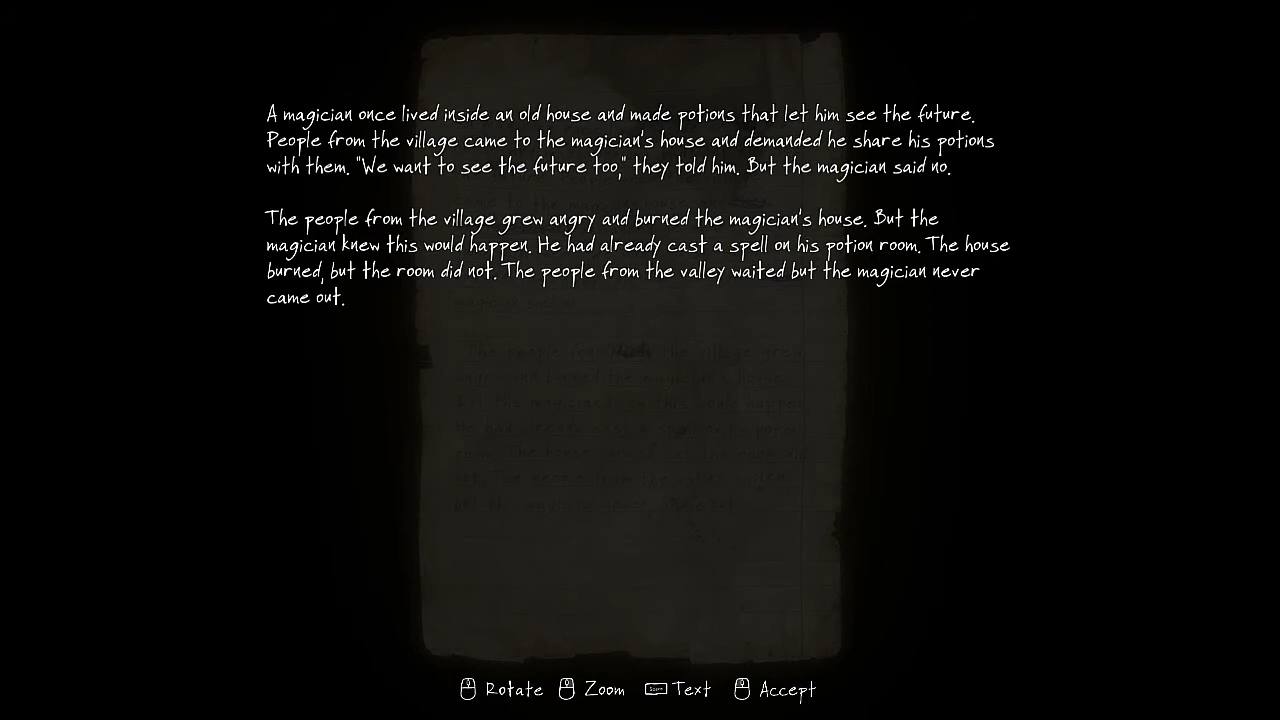 A magician once lived inside an old house and made potions that let him see the future.
People from the village came to the magician's house and demanded he share his potions
with them. "We want to see the future too," they told him. But the magician said no.
The people from the village grew angry and burned the magician's house. But the
magician knew this would happen. He had already cast a spell on his potion room. The house
burned, but the room did not. The people from the valley waited but the magician never
came out.
Rotate Zoom Text Accept